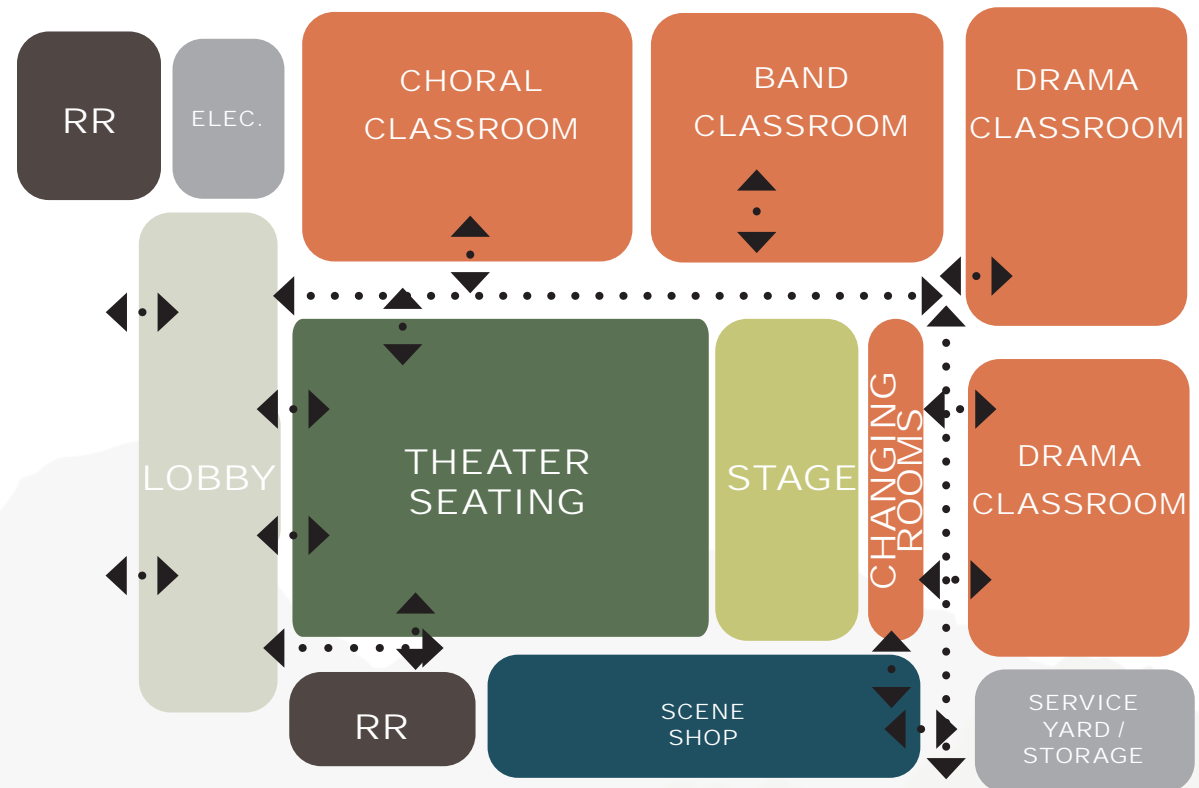 RR
ELEC.
CHORAL
CLASSROOM
BAND
CLASSROOM
DRAMA
CLASSROOM
LOBBY
THEATER
SEATING
STAGE
CHANGING
ROOMS
DRAMA
CLASSROOM
RR
SCENE
SHOP
SERVICE
YARD /
STORAGE